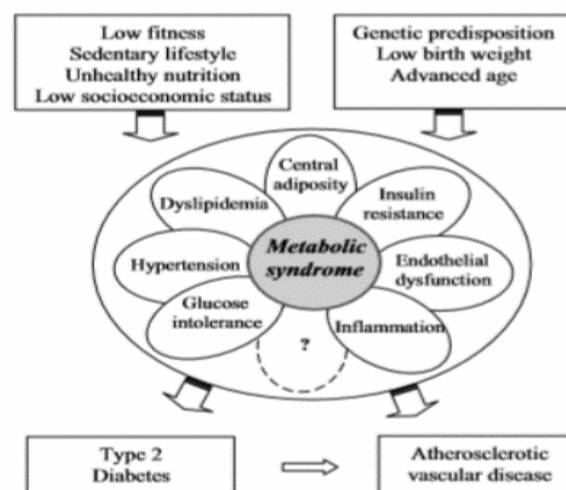 Low fitness
Sedentary lifestyle
Unhealthy nutrition
Low socioeconomic status
Genetic predisposition
Low birth weight
Advanced age
Central
adiposity
Dyslipidemia
Insulin
resistance
Metabolic
syndrome
Hypertension
Endothelial
dysfunction
Glucose
intolerance
Inflammation
?
Type 2
Diabetes
Atherosclerotic
vascular disease